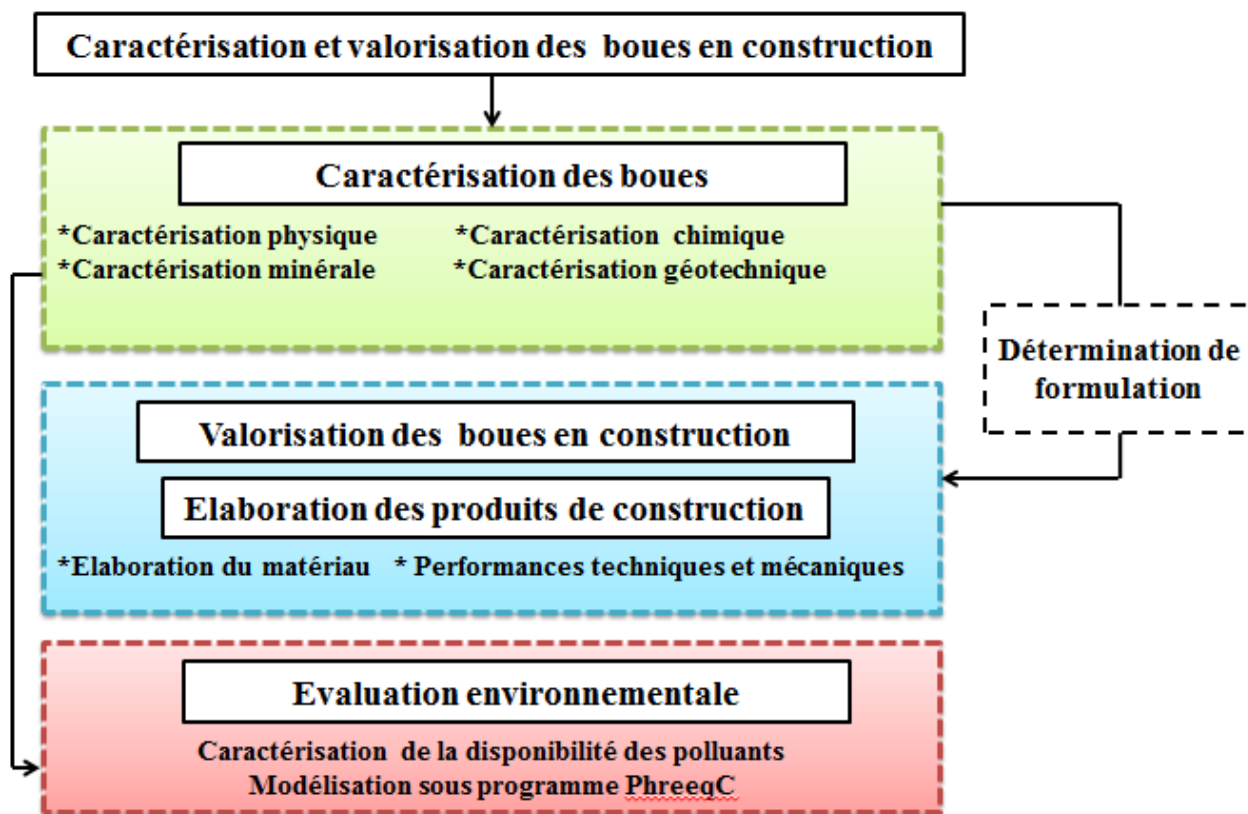 Caractérisation et valorisation des boues en construction
Caractérisation des boues
*Caractérisation physique *Caractérisation chimique
*Caractérisation minérale *Caractérisation géotechnique
Détermination de
formulation
Valorisation des boues en construction
Elaboration des produits de construction
*Elaboration du matériau * Performances techniques et mécaniques
Evaluation environnementale
Caractérisation de la disponibilité des polluants
Modélisation sous programme PhreeqC